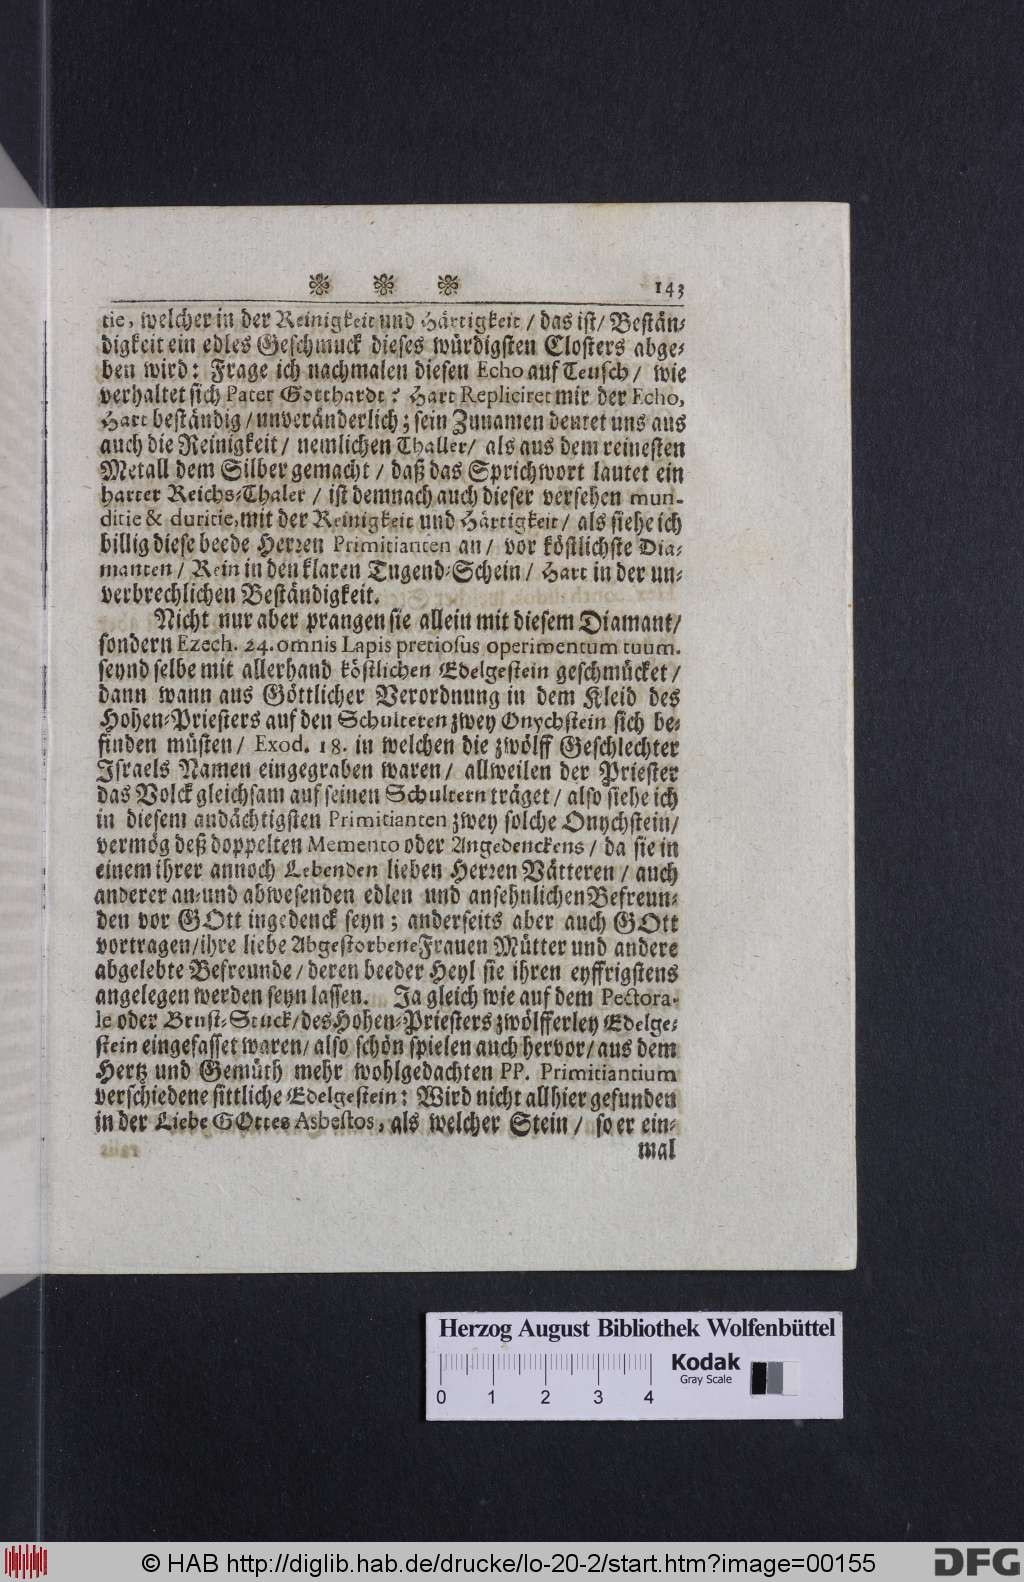 143
tie, welcher in der Reinigkeit und Härtigkeit / das ist / Bestän-
digkeit ein edles Geschmuck dieses würdigsten Closters abge-
ben wird: Frage ich nachmalen diesen Echo auf Teusch / wie
verhaltet sich Pater Gotthardt? Hart Repliciret mir der Echo,
Hart beständig / unveränderlich; sein Zunamen deutet uns aus
auch die Reinigkeit / nemlichen Thaller / als aus dem reinesten
Metall dem Silber gemacht / daß das Sprichwort lautet ein
harter Reichs-Thaler / ist demnach auch dieser versehen mun-
ditie & duritie, mit der Reinigkeit und Härtigkeit / als siehe ich
billig diese beede Herren Primitianten an / vor köstlichste Dia-
manten / Rein in den klaren Tugend-Schein / Hart in der un-
verbrechlichen Beständigkeit.
Nicht nur aber prangen sie allein mit diesem Diamant /
sondern Ezech. 24. omnis Lapis pretiosus operimentum tuum.
seynd selbe mit allerhand köstlichen Edelgestein geschmücket /
dann wann aus Göttlicher Verordnung in dem Kleid des
Hohen-Priesters auf den Schulteren zwey Onychstein sich be-
finden müsten / Exod. 18. in welchen die zwölff Geschlechter
Israels Namen eingegraben waren / allweilen der Priester
das Volck gleichsam auf seinen Schultern träget / also siehe ich
in diesem andächtigsten Primitianten zwey solche Onychstein /
vermög deß doppelten Memento oder Angedenckens / da sie in
einem ihrer annoch Lebenden lieben Herren Vätteren / auch
anderer an- und abwesenden edlen und ansehnlichen Befreun-
den vor GOtt ingedenck seyn; anderseits aber auch GOtt
vortragen / ihre liebe Abgestorbene Frauen Mütter und andere
abgelebte Befreunde / deren beeder Heyl sie ihren eyffrigstens
angelegen werden seyn lassen. Ja gleich wie auf dem Pectora-
le oder Brust-Stuck / des Hohen-Priesters zwölfferley Edelge-
stein eingefasset waren / also schön spielen auch hervor / aus dem
Hertz und Gemüth mehr wohlgedachten PP. Primitiantium
verschiedene sittliche Edelgestein: Wird nicht allhier gefunden
in der Liebe GOttes Asbestos, als welcher Stein / so er ein-
mal
Herzog August Bibliothek Wolfenbüttel
Kodak
Gray Scale
0 1 2 3 4
© HAB http://diglib.hab.de/drucke/lo-20-2/start.htm?image=00155
DFG